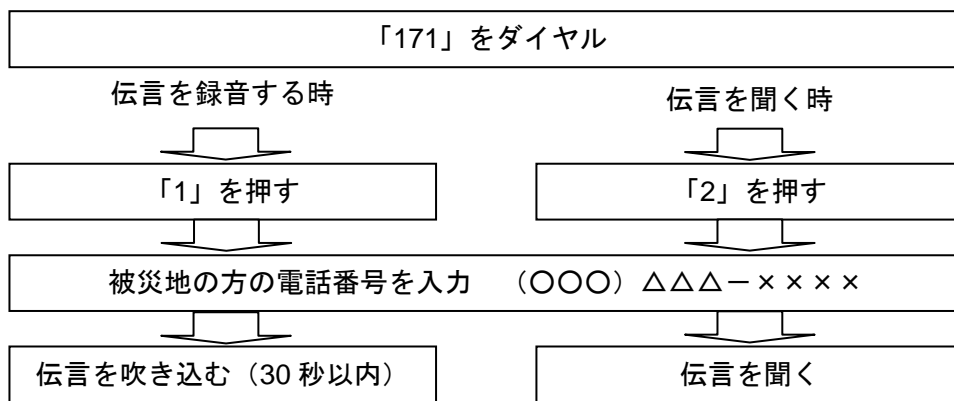 「171」をダイヤル
伝言を録音する時
伝言を聞く時
「1」を押す
「2」を押す
被災地の方の電話番号を入力　（○○○）△△△－××××
伝言を吹き込む（30 秒以内）
伝言を聞く